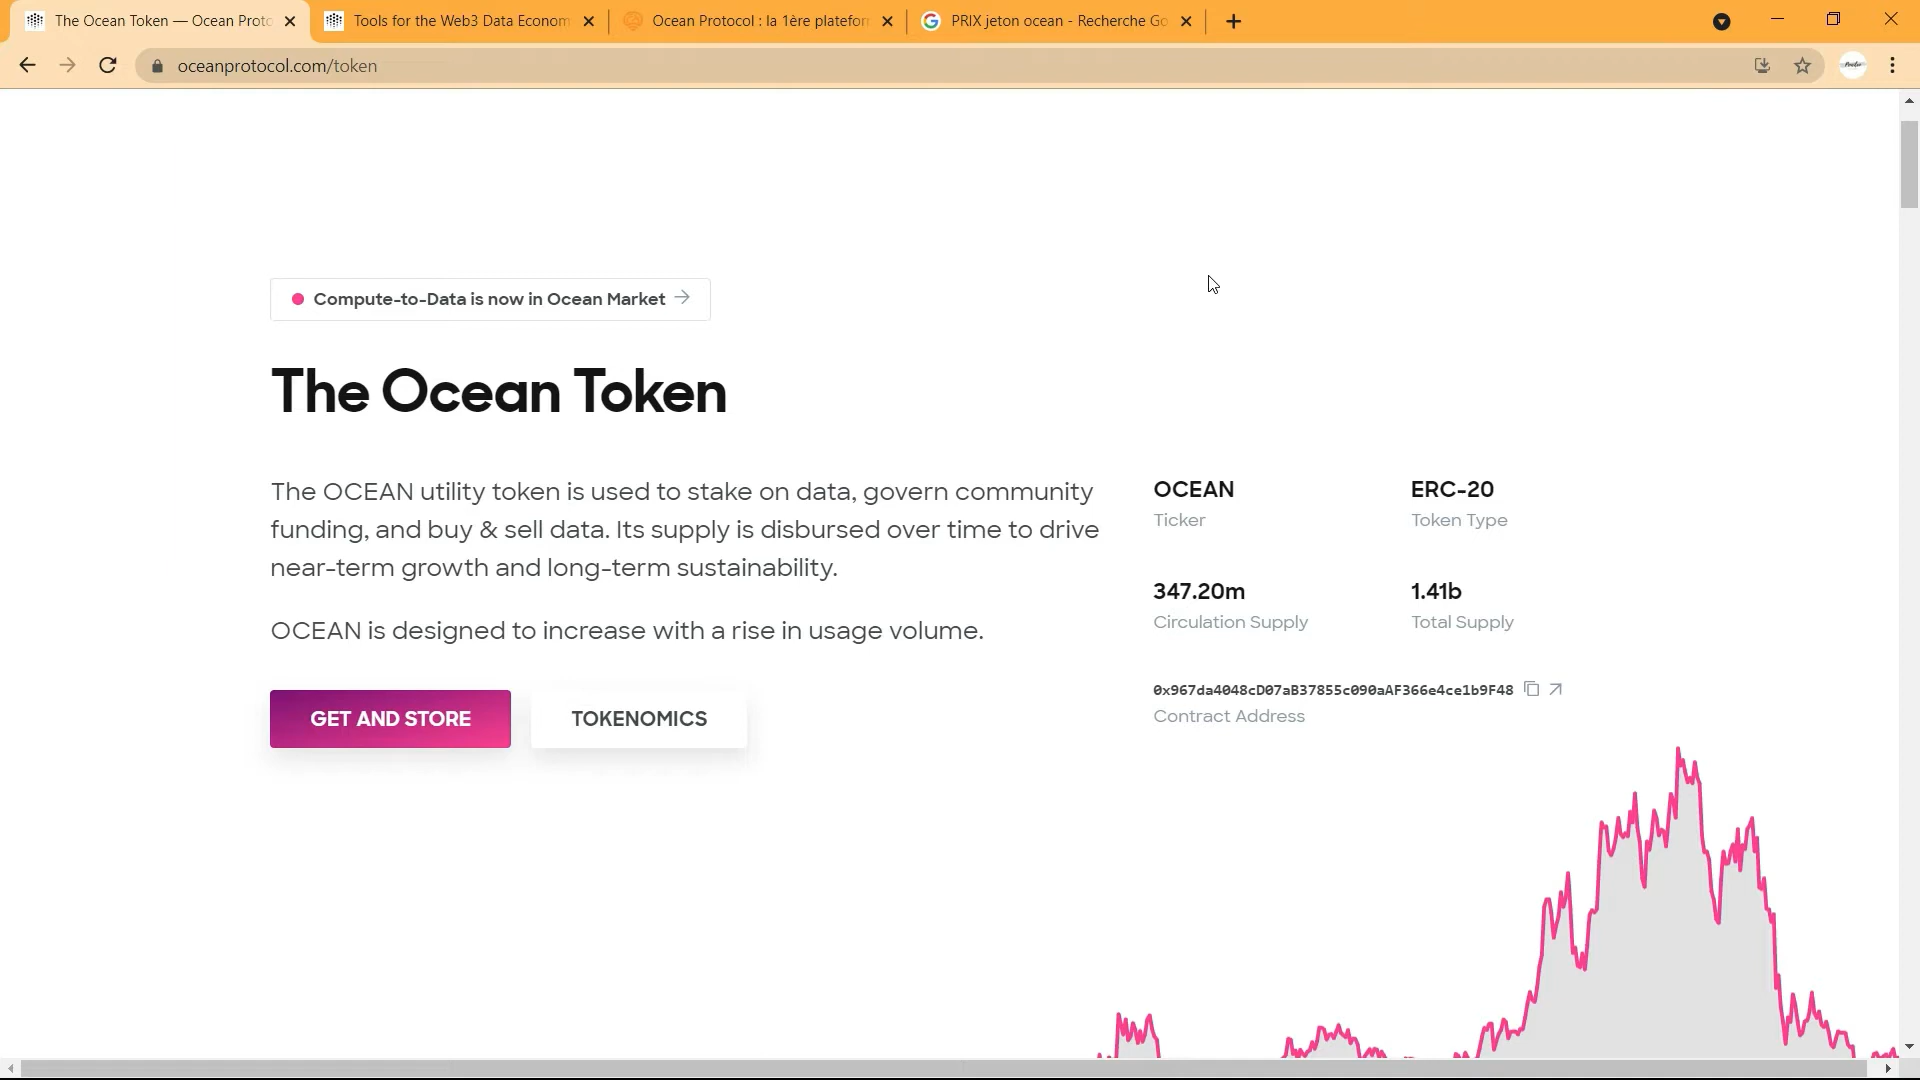 The Ocean Token — Ocean Proto
Tools for the Web3 Data Econom
Ocean Protocol : la 1ère platefor
PRIX jeton ocean - Recherche Go
oceanprotocol.com/token
Compute-to-Data is now in Ocean Market
The Ocean Token
The OCEAN utility token is used to stake on data, govern community
funding, and buy & sell data. Its supply is disbursed over time to drive
near-term growth and long-term sustainability.
OCEAN is designed to increase with a rise in usage volume.
GET AND STORE
TOKENOMICS
OCEAN
Ticker
ERC-20
Token Type
347.20m
Circulation Supply
1.41b
Total Supply
0x967da4048cD07aB37855c090aAF366e4ce1b9F48
Contract Address